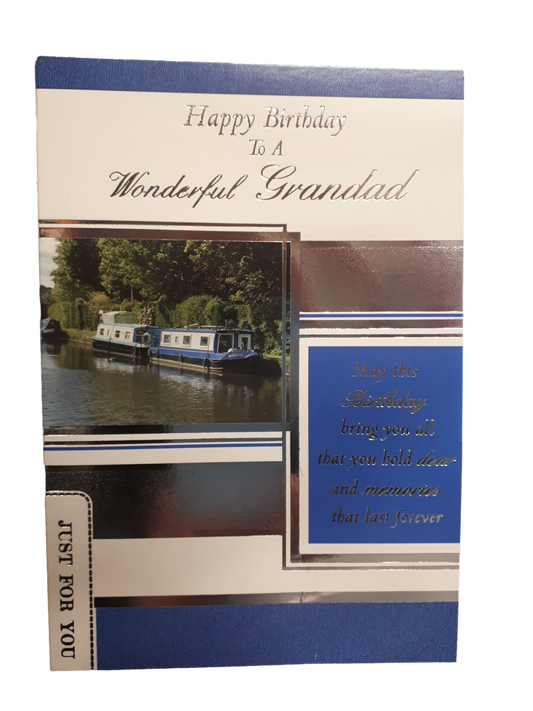 Happy Birthday
To A
Wonderful Grandad
May this
Birthday
bring you all
that you hold dear
and memories
that last forever
JUST FOR YOU